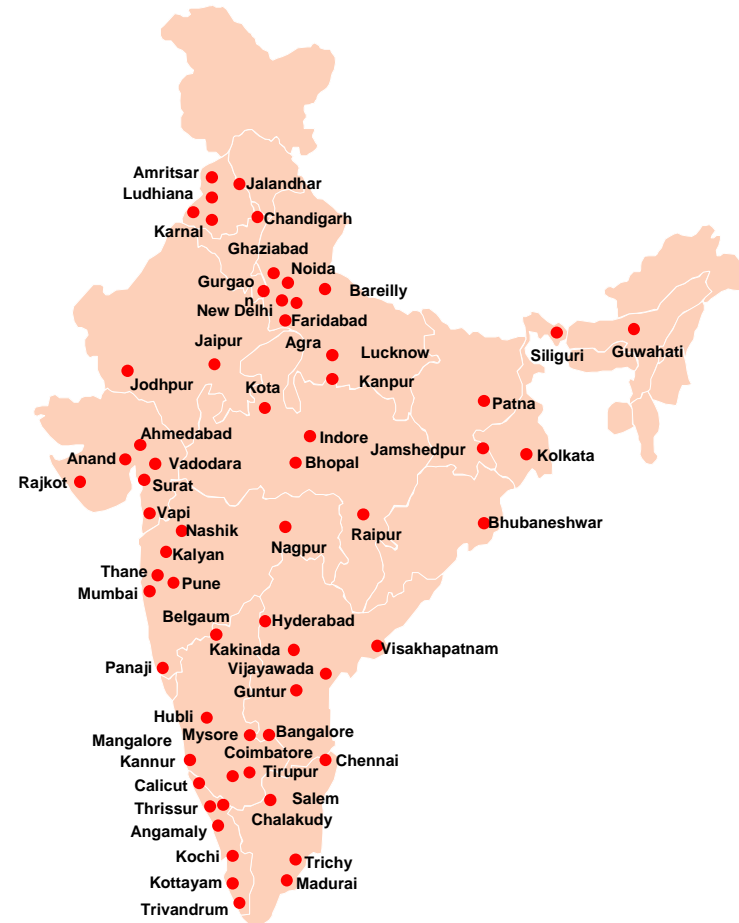 Amritsar
Jalandhar
Ludhiana
Chandigarh
Karnal
Ghaziabad
Noida
Gurgao
n
Bareilly
New Delhi
Faridabad
Jaipur
Agra
Lucknow
Siliguri
Guwahati
Jodhpur
Kota
Kanpur
Patna
Ahmedabad
Indore
Jamshedpur
Kolkata
Anand
Vadodara
Bhopal
Rajkot
Surat
Vapi
Nashik
Nagpur
Raipur
Bhubaneshwar
Kalyan
Thane
Pune
Mumbai
Belgaum
Hyderabad
Kakinada
Visakhapatnam
Panaji
Vijayawada
Guntur
Hubli
Mysore
Bangalore
Mangalore
Coimbatore
Kannur
Chennai
Tirupur
Calicut
Salem
Thrissur
Chalakudy
Angamaly
Kochi
Trichy
Kottayam
Madurai
Trivandrum